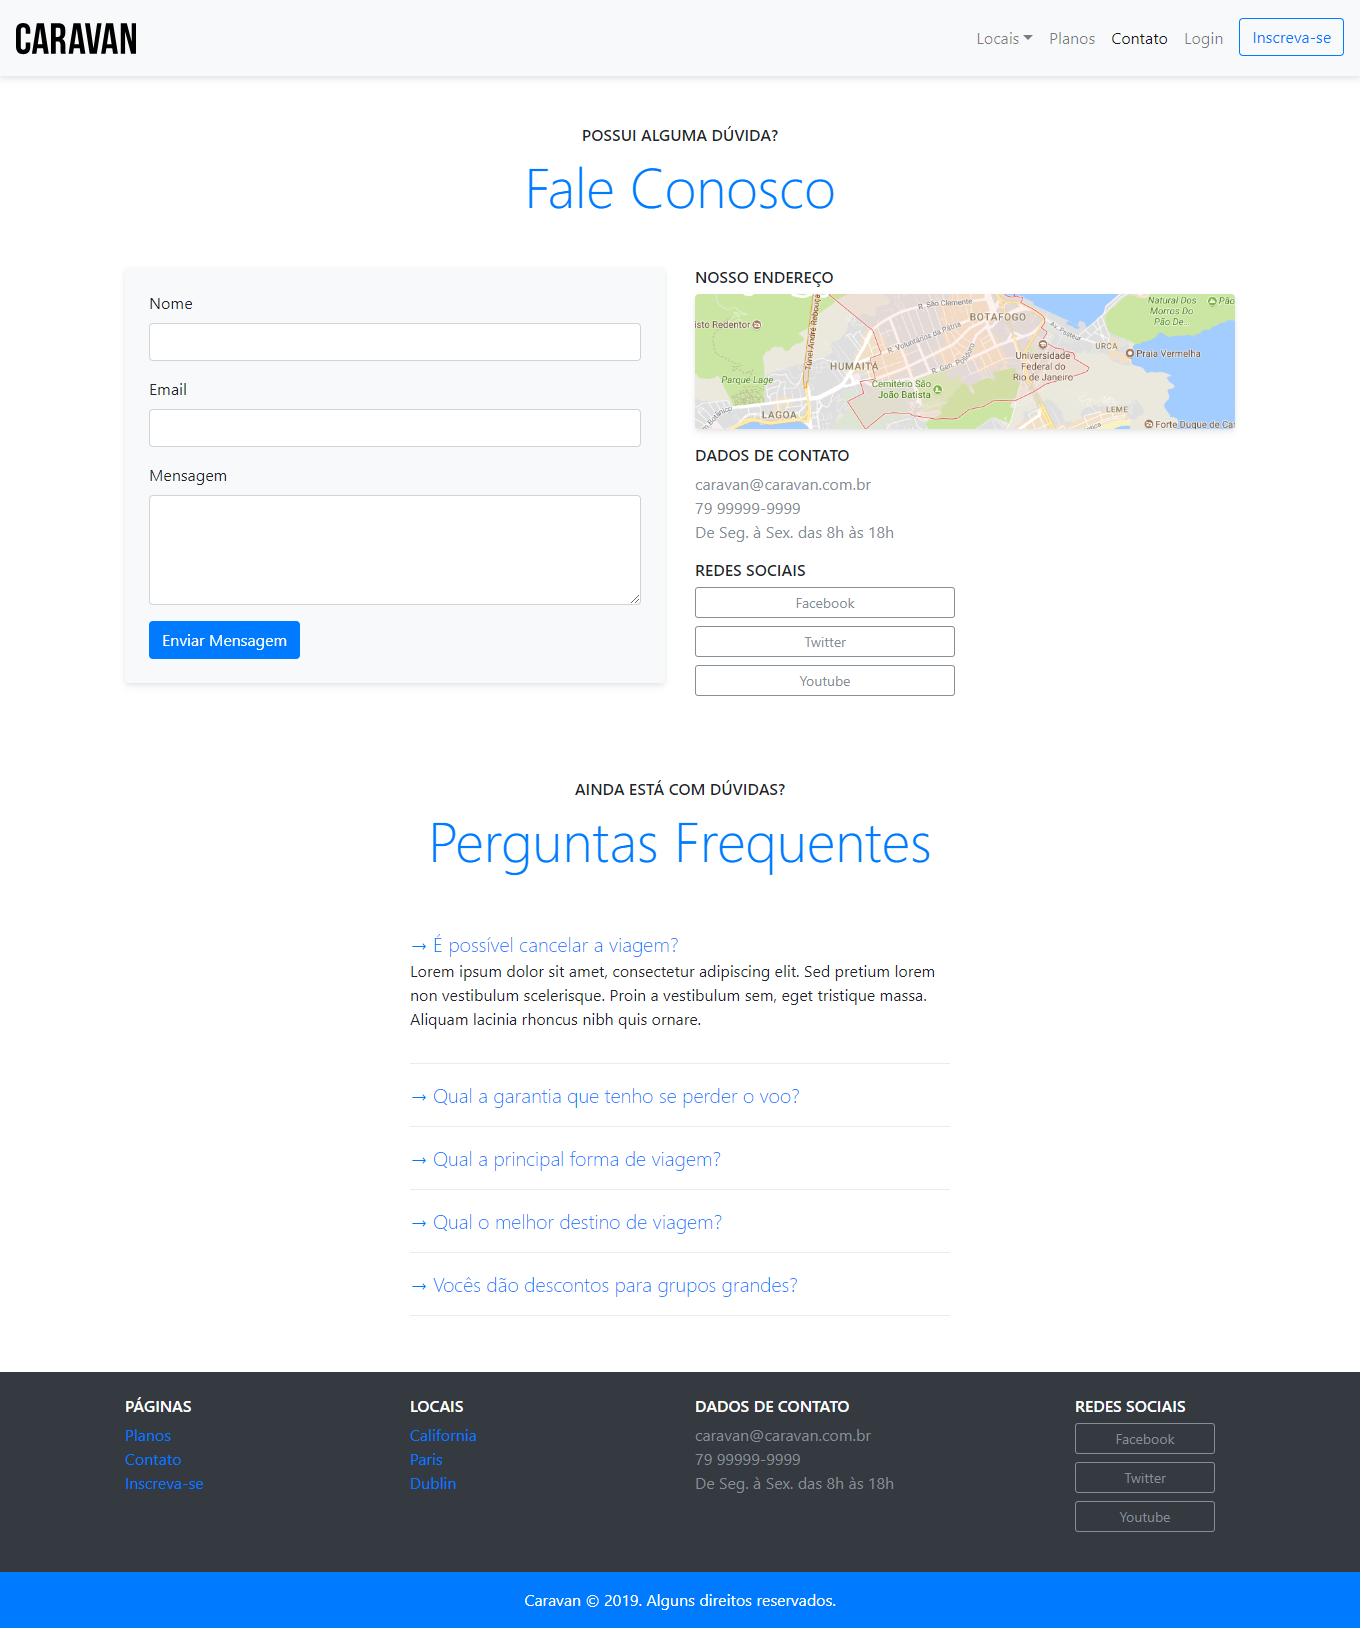 CARAVAN
Locais Planos Contato Login Inscreva-se
POSSUI ALGUMA DÚVIDA?
Fale Conosco
Nome
Email
Mensagem
Enviar Mensagem
NOSSO ENDEREÇO
R. São Clemente
Natural Dos
Morros Do
Pão De...
BOTAFOGO
isto Redentor
Túnel André Rebouças
R. Voluntários da Pátria
Av. Pasteur
URCA
Praia Vermelha
R. Gen. Polidoro
Universidade
Federal do
Rio de Janeiro
HUMAITÁ
Parque Lage
Cemitério São
João Batista
LAGOA
LEME
Forte Duque de Ca
DADOS DE CONTATO
caravan@caravan.com.br
79 99999-9999
De Seg. à Sex. das 8h às 18h
REDES SOCIAIS
Facebook
Twitter
Youtube
AINDA ESTÁ COM DÚVIDAS?
Perguntas Frequentes
→ É possível cancelar a viagem?
Lorem ipsum dolor sit amet, consectetur adipiscing elit. Sed pretium lorem
non vestibulum scelerisque. Proin a vestibulum sem, eget tristique massa.
Aliquam lacinia rhoncus nibh quis ornare.
→ Qual a garantia que tenho se perder o voo?
→ Qual a principal forma de viagem?
→ Qual o melhor destino de viagem?
→ Vocês dão descontos para grupos grandes?
PÁGINAS
Planos
Contato
Inscreva-se
LOCAIS
California
Paris
Dublin
DADOS DE CONTATO
caravan@caravan.com.br
79 99999-9999
De Seg. à Sex. das 8h às 18h
REDES SOCIAIS
Facebook
Twitter
Youtube
Caravan © 2019. Alguns direitos reservados.